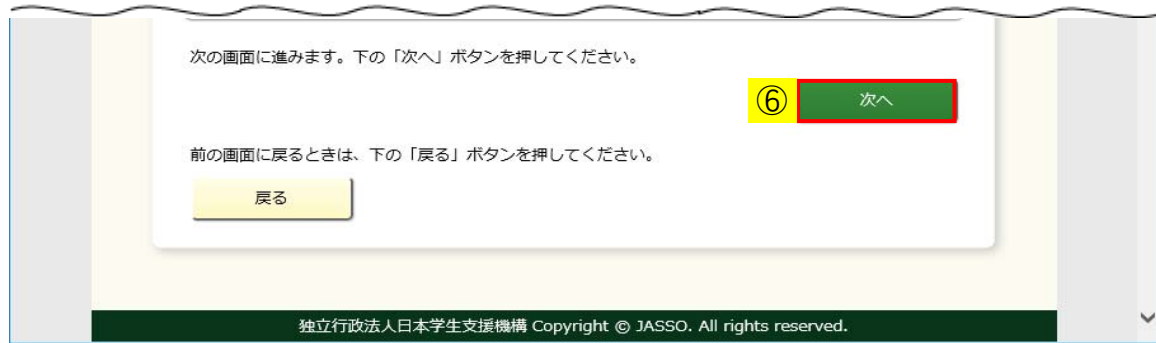 次の画面に進みます。下の「次へ」ボタンを押してください。
⑥ 次へ
前の画面に戻るときは、下の「戻る」ボタンを押してください。
戻る
独立行政法人日本学生支援機構 Copyright © JASSO. All rights reserved.